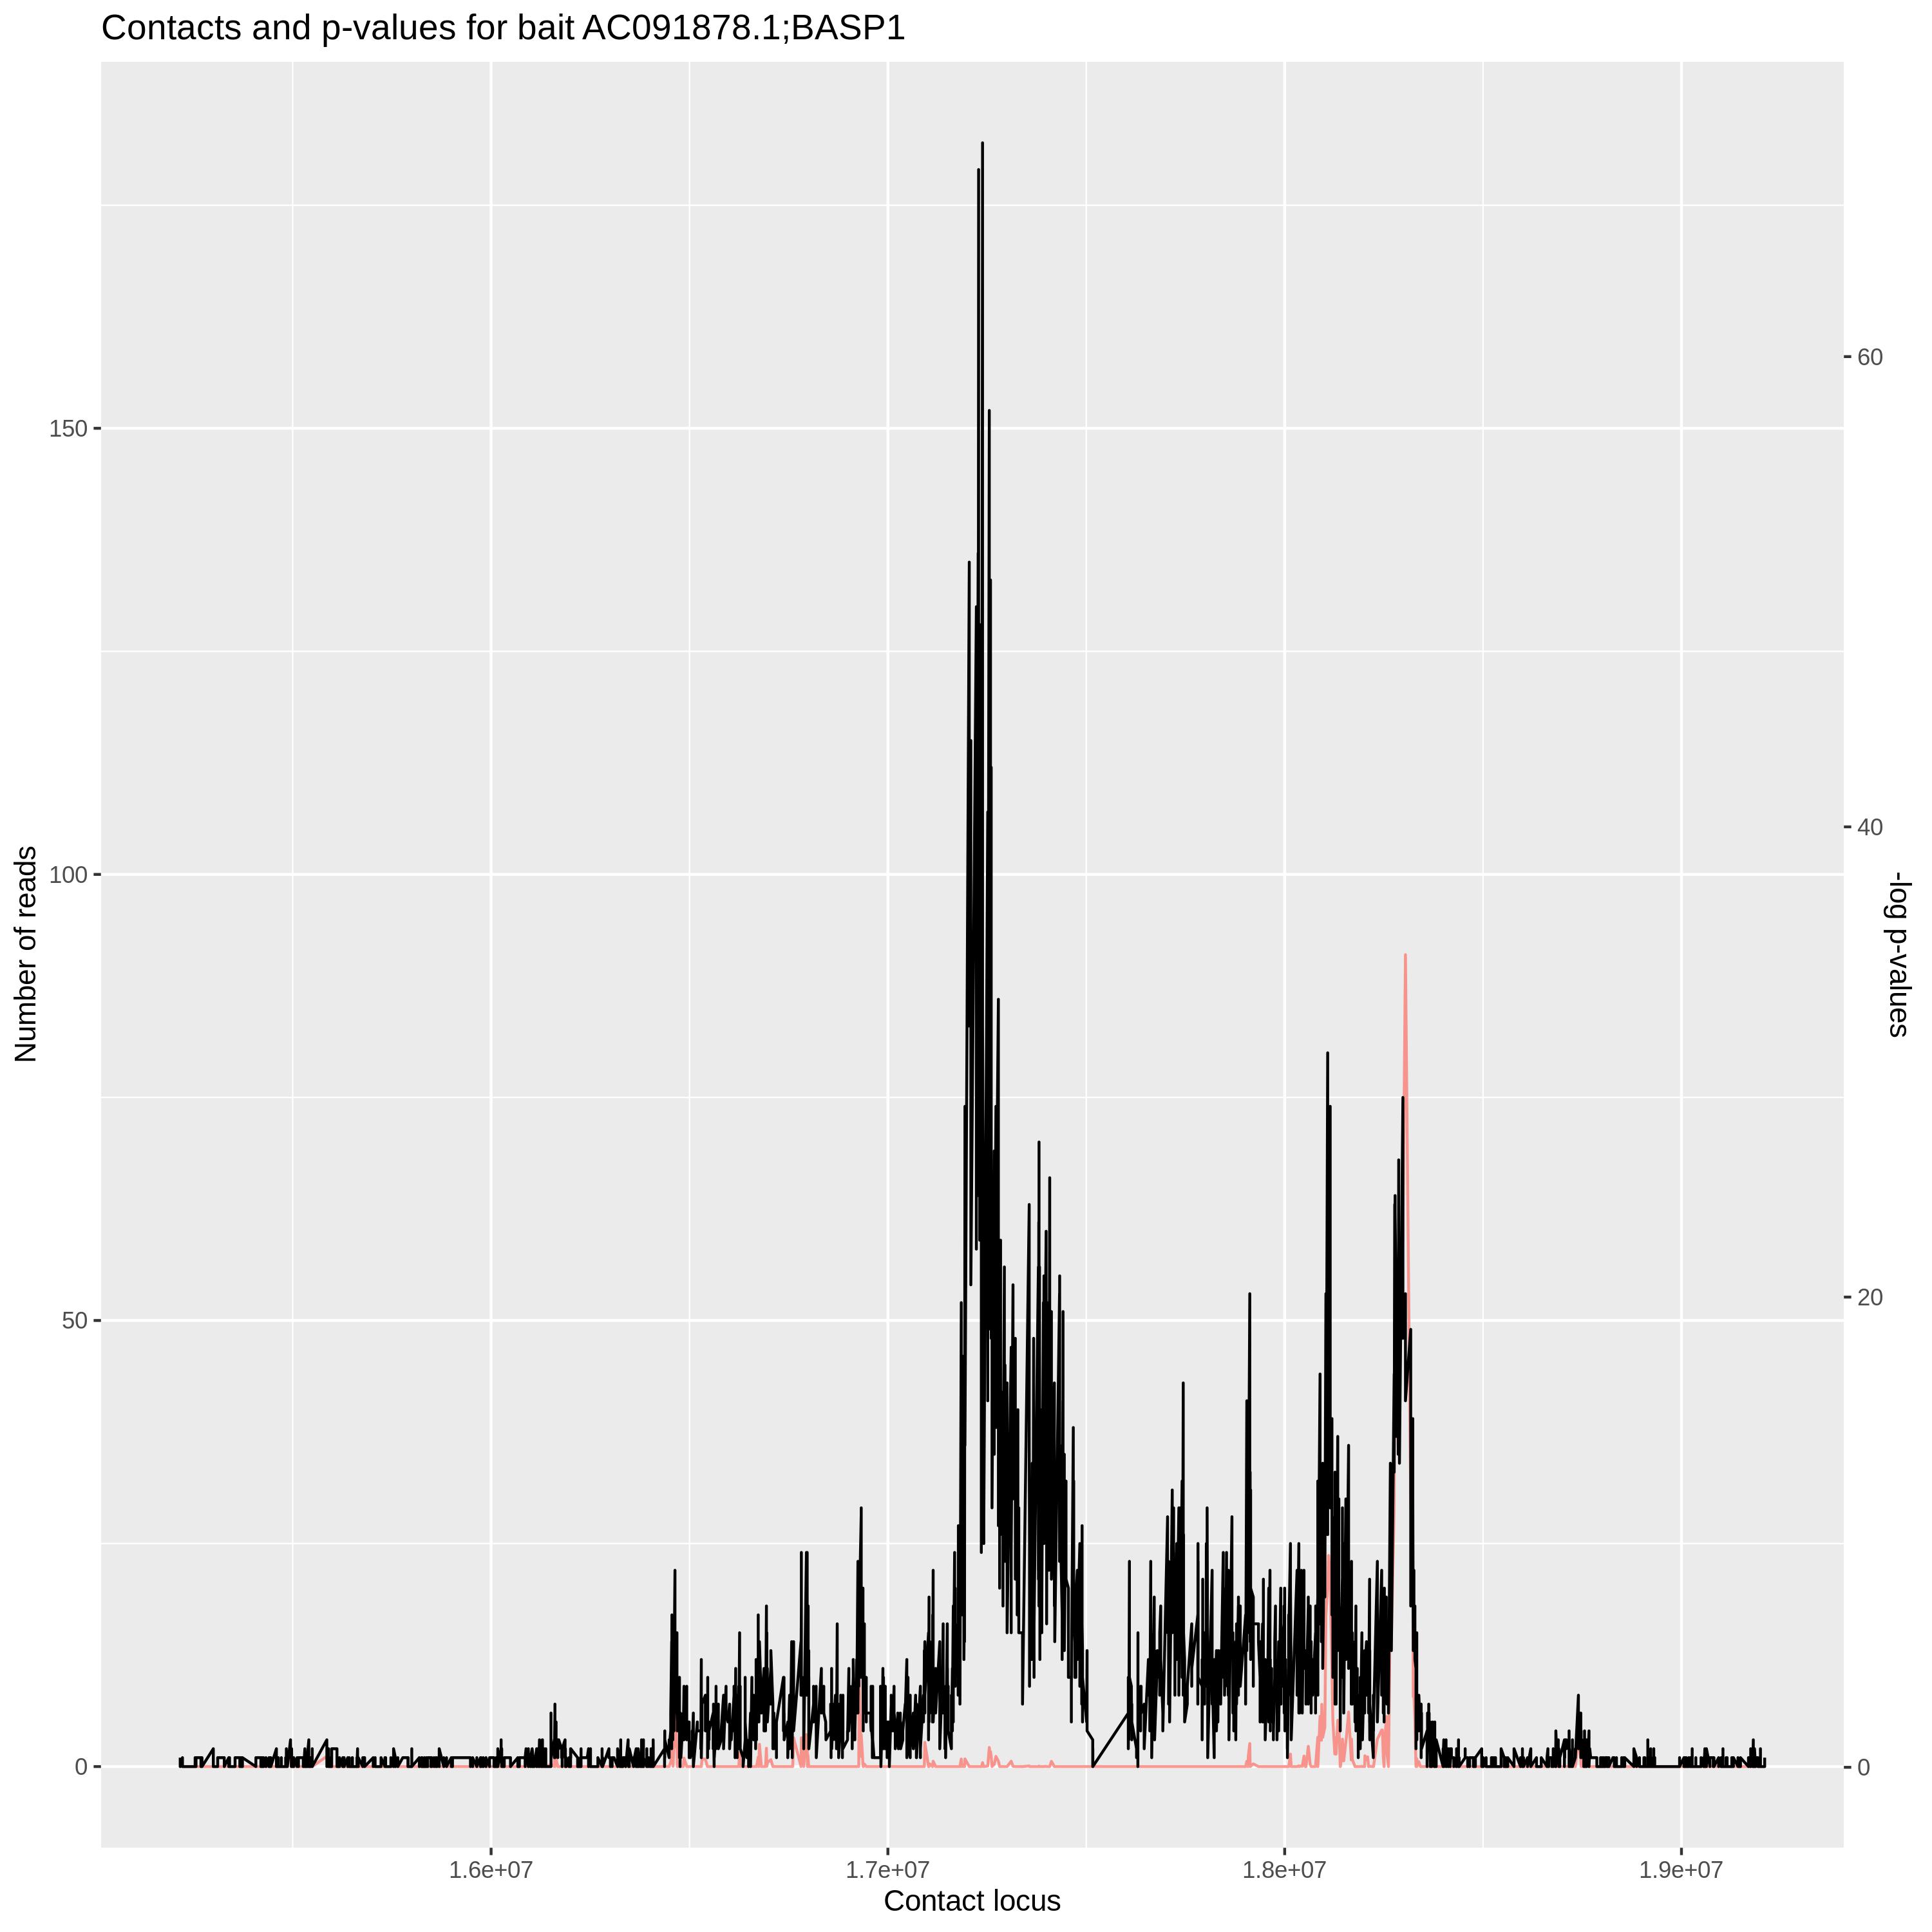 Contacts and p-values for bait AC091878.1;BASP1
150
100
50
0
Number of reads
60
40
20
0
-log p-values
1.6e+07
1.7e+07
1.8e+07
1.9e+07
Contact locus